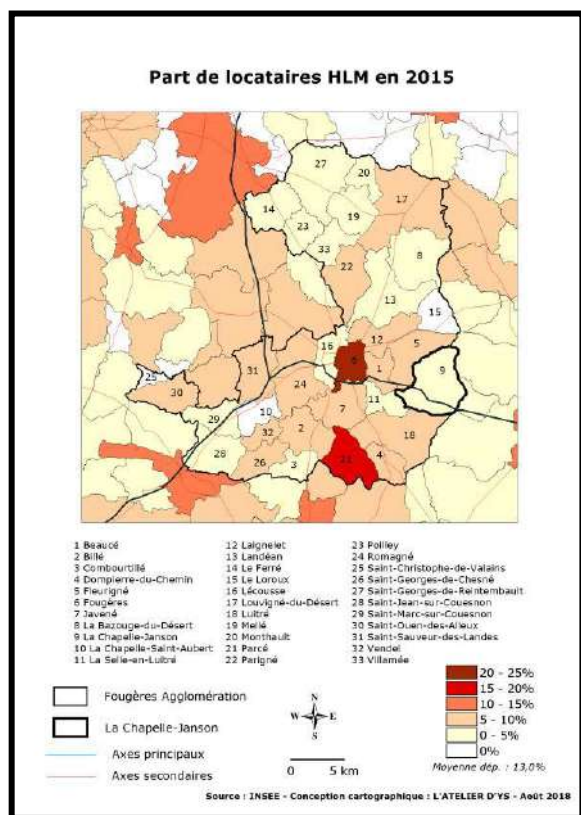 Part de locataires HLM en 2015
27
20
17
14
19
23
33
22
8
13
15
12
5
16
6
1
9
31
25
30
24
11
10
7
29
32
2
18
28
26
3
21
4
1 Beaucé
2 Billé
3 Combourtillé
4 Dompierre-du-Chemin
5 Fleurigné
6 Fougères
7 Javené
8 La Bazouge-du-Désert
9 La Chapelle-Janson
10 La Chapelle-Saint-Aubert
11 La Selle-en-Luitré
12 Laignelet
13 Landéan
14 Le Ferré
15 Le Loroux
16 Lécousse
17 Louvigné-du-Désert
18 Luitré
19 Mellé
20 Monthault
21 Parcé
22 Parigné
23 Poilley
24 Romagné
25 Saint-Christophe-de-Valains
26 Saint-Georges-de-Chesné
27 Saint-Georges-de-Reintembault
28 Saint-Jean-sur-Couesnon
29 Saint-Marc-sur-Couesnon
30 Saint-Ouen-des-Alleux
31 Saint-Sauveur-des-Landes
32 Vendel
33 Villamée
Fougères Agglomération
La Chapelle-Janson
Axes principaux
Axes secondaires
N
W E
S
0 5 km
20 - 25%
15 - 20%
10 - 15%
5 - 10%
0 - 5%
0%
Moyenne dép. : 13,0%
Source : INSEE - Conception cartographique : L'ATELIER D'YS - Août 2018